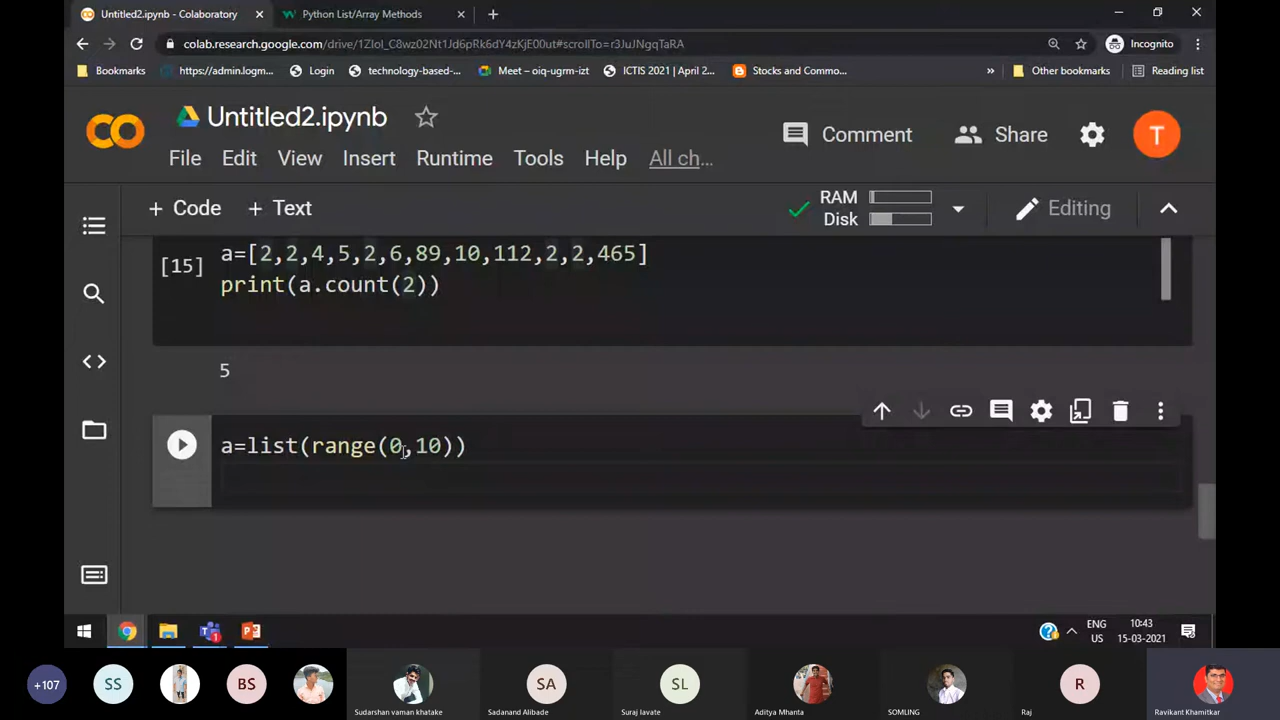 Untitled2.ipynb - Colaboratory
Python List/Array Methods
colab.research.google.com/drive/1ZloI_C8wz02Nt1Jd6pRk6dY4zKjE00ut#scrollTo=r3JuJNgqTaRA
Incognito
Bookmarks
https://admin.logm...
Login
technology-based-...
Meet – oiq-ugrm-izt
ICTIS 2021 | April 2...
Stocks and Commo...
»
Other bookmarks
Reading list
CO
Untitled2.ipynb
Comment
Share
T
File Edit View Insert Runtime Tools Help All ch...
+ Code + Text
RAM
Disk
Editing
[15]
a=[2,2,4,5,2,6,89,10,112,2,2,465]
print(a.count(2))
5
a=list(range(0,10))
ENG
US
10:43
15-03-2021
+107
SS
BS
Sudarshan vaman khatake
SA
Sadanand Alibade
SL
Suraj Javate
Aditya Mhanta
SOMLING
R
Raj
Ravikant Khamitkar